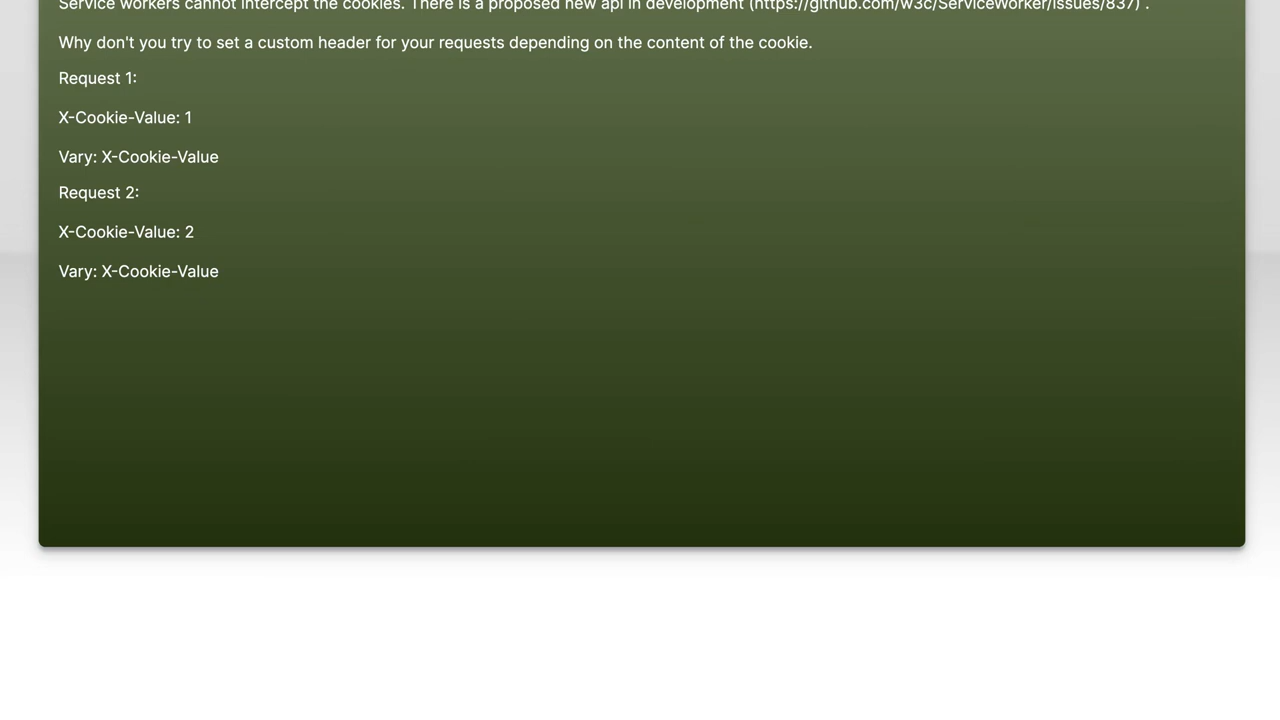 Service workers cannot intercept the cookies. There is a proposed new api in development (https://github.com/w3c/ServiceWorker/issues/837) .
Why don't you try to set a custom header for your requests depending on the content of the cookie.
Request 1:
X-Cookie-Value: 1
Vary: X-Cookie-Value
Request 2:
X-Cookie-Value: 2
Vary: X-Cookie-Value